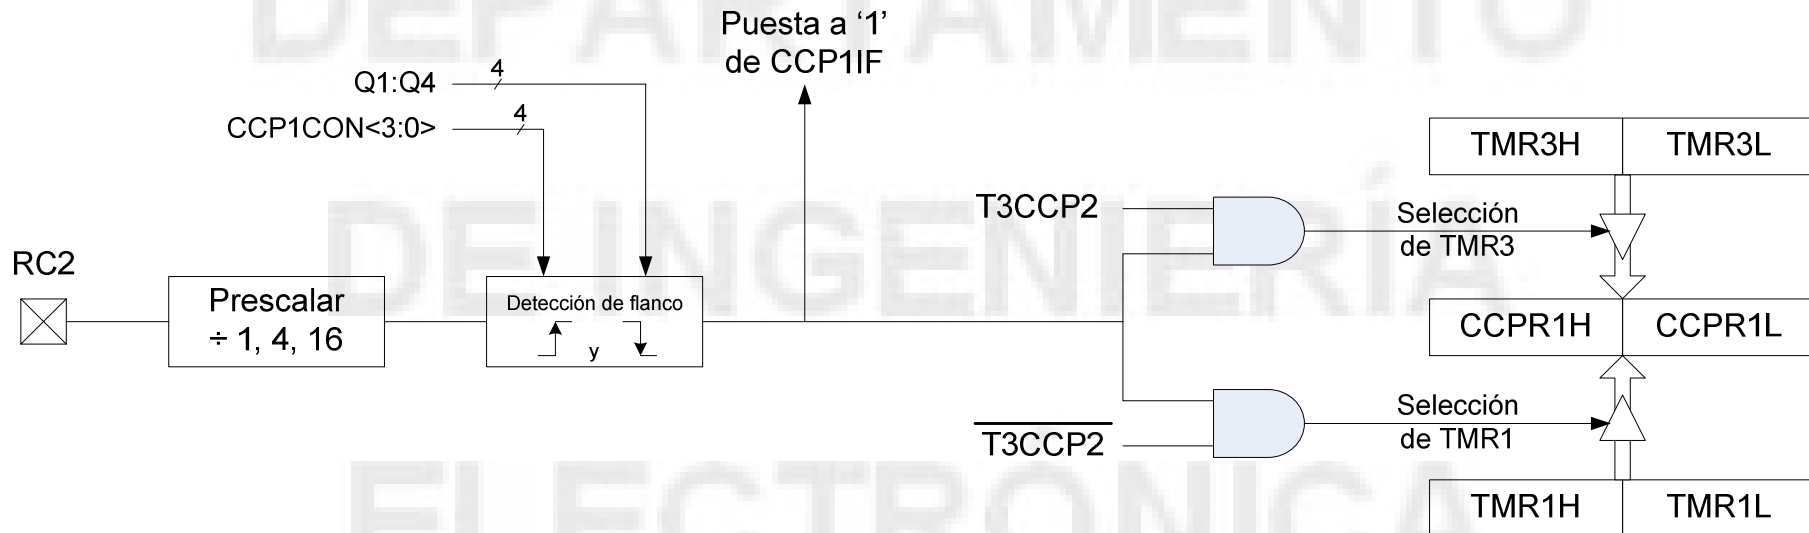 DEPARTAMENTO
Puesta a ‘1’
de CCP1IF
Q1:Q4
4
CCP1CON<3:0>
4
TMR3H TMR3L
DE INGENIERÍA
T3CCP2
Selección
de TMR3
RC2
Prescalar
÷ 1, 4, 16
Detección de flanco
y
CCPR1H CCPR1L
Selección
de TMR1
T3CCP2
ELECTRONICA
TMR1H TMR1L